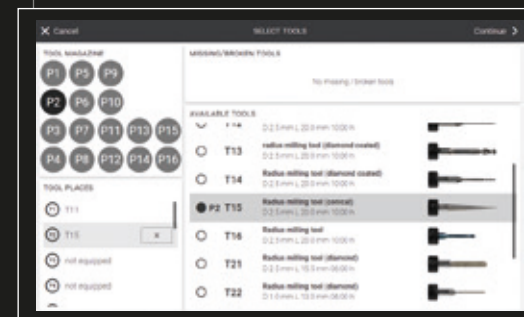 Cancel
SELECT TOOLS
Continue
TOOL MAGAZINE
P1 P5 P9
P2 P6 P10
P3 P7 P11 P13 P15
P4 P8 P12 P14 P16
TOOL PLACES
T11
T15 x
not equipped
not equipped
MISSING/BROKEN TOOLS
No missing / broken tools
AVAILABLE TOOLS
T13 radius milling tool (diamond coated)
T14 Radius milling tool (diamond coated)
P2 T15 Radius milling tool (conical)
T16 Radius milling tool
T21 Radius milling tool (diamond)
T22 Radius milling tool (diamond)